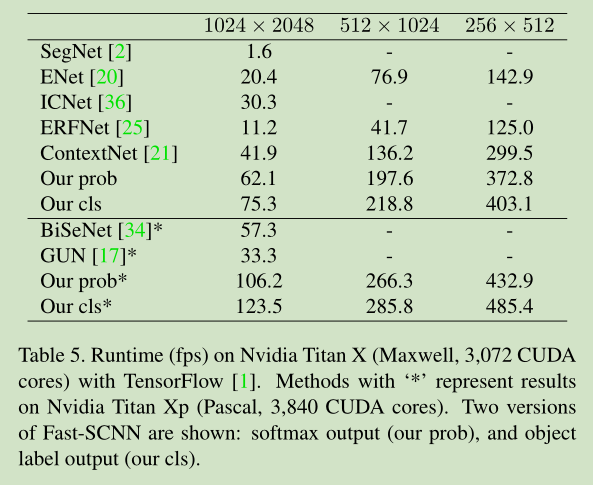 1024 × 2048 512 × 1024 256 × 512
SegNet [2] 1.6 - -
ENet [20] 20.4 76.9 142.9
ICNet [36] 30.3 - -
ERFNet [25] 11.2 41.7 125.0
ContextNet [21] 41.9 136.2 299.5
Our prob 62.1 197.6 372.8
Our cls 75.3 218.8 403.1
BiSeNet [34]* 57.3 - -
GUN [17]* 33.3 - -
Our prob* 106.2 266.3 432.9
Our cls* 123.5 285.8 485.4
Table 5. Runtime (fps) on Nvidia Titan X (Maxwell, 3,072 CUDA
cores) with TensorFlow [1]. Methods with ‘*’ represent results
on Nvidia Titan Xp (Pascal, 3,840 CUDA cores). Two versions
of Fast-SCNN are shown: softmax output (our prob), and object
label output (our cls).